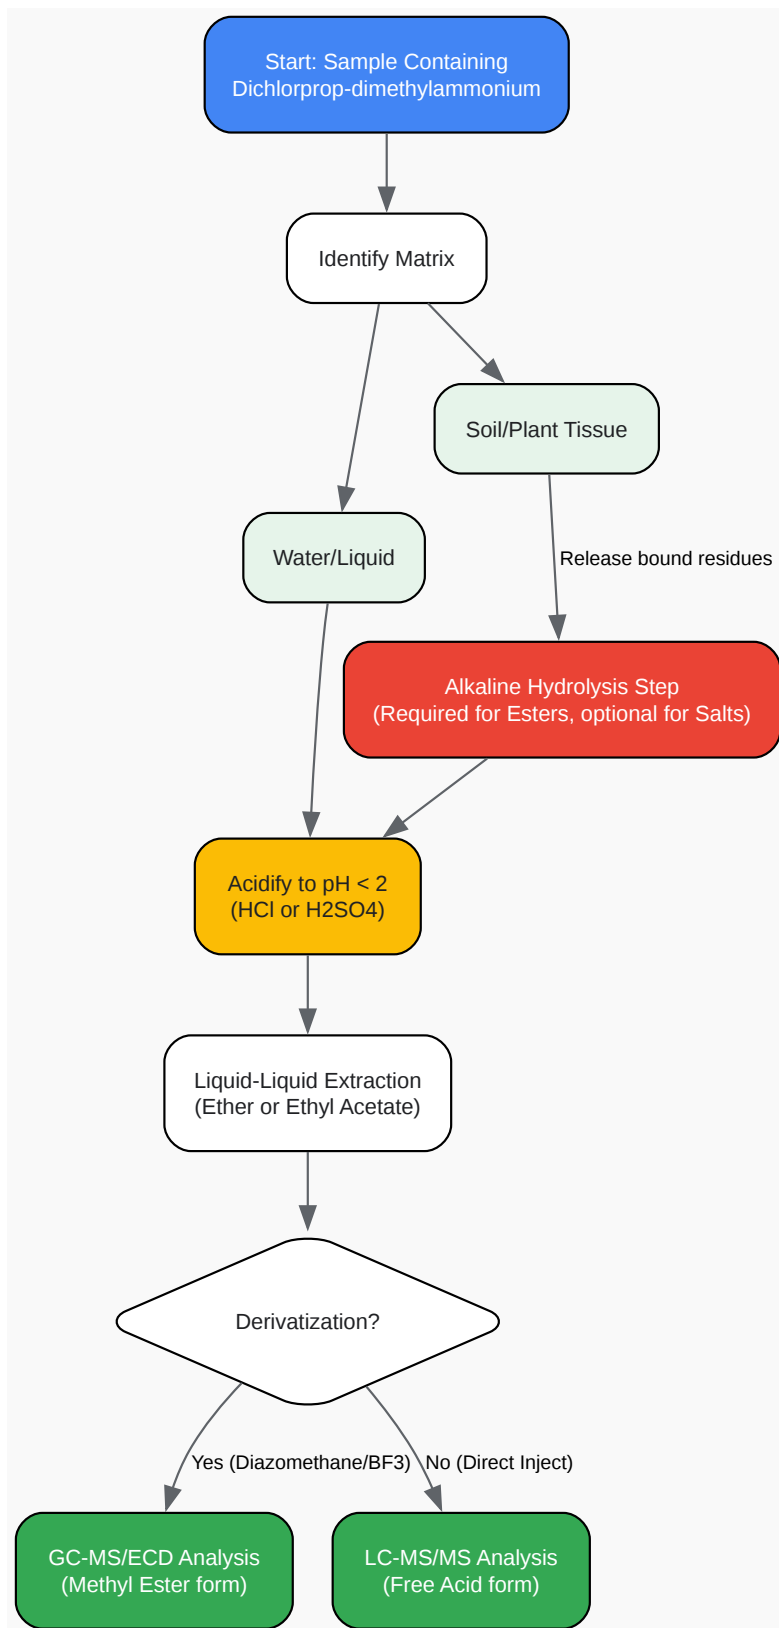 Start: Sample Containing
Dichlorprop-dimethylammonium
Identify Matrix
Soil/Plant Tissue
Water/Liquid
Release bound residues
Alkaline Hydrolysis Step
(Required for Esters, optional for Salts)
Acidify to pH < 2
(HCl or H2SO4)
Liquid-Liquid Extraction
(Ether or Ethyl Acetate)
Derivatization?
Yes (Diazomethane/BF3)
No (Direct Inject)
GC-MS/ECD Analysis
(Methyl Ester form)
LC-MS/MS Analysis
(Free Acid form)